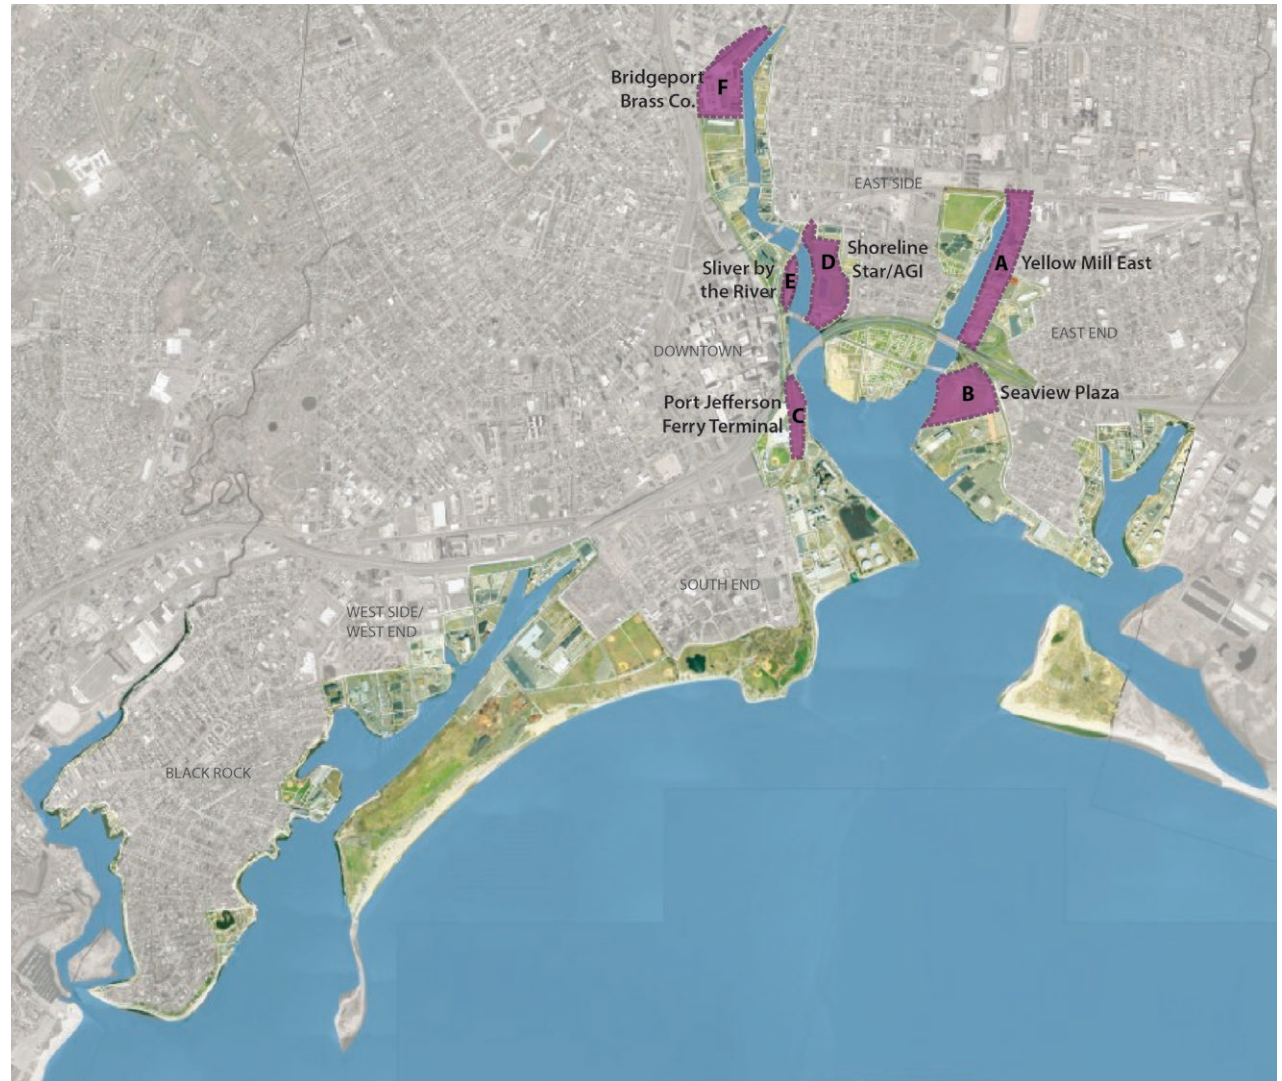 Bridgeport
Brass Co.
F
EAST SIDE
Sliver by
the River
E
D
Shoreline
Star/AGI
A
Yellow Mill East
DOWNTOWN
EAST END
Port Jefferson
Ferry Terminal
C
B
Seaview Plaza
SOUTH END
WEST SIDE/
WEST END
BLACK ROCK